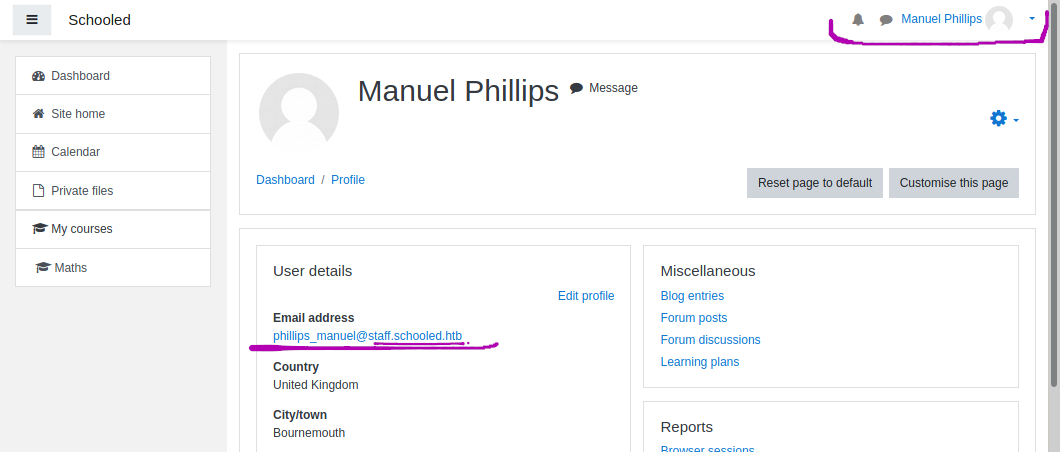 Schooled
Manuel Phillips
Dashboard
Site home
Calendar
Private files
My courses
Maths
Manuel Phillips
Message
Dashboard / Profile
Reset page to default
Customise this page
User details
Edit profile
Email address
phillips_manuel@staff.schooled.htb
Country
United Kingdom
City/town
Bournemouth
Miscellaneous
Blog entries
Forum posts
Forum discussions
Learning plans
Reports
Browser sessions